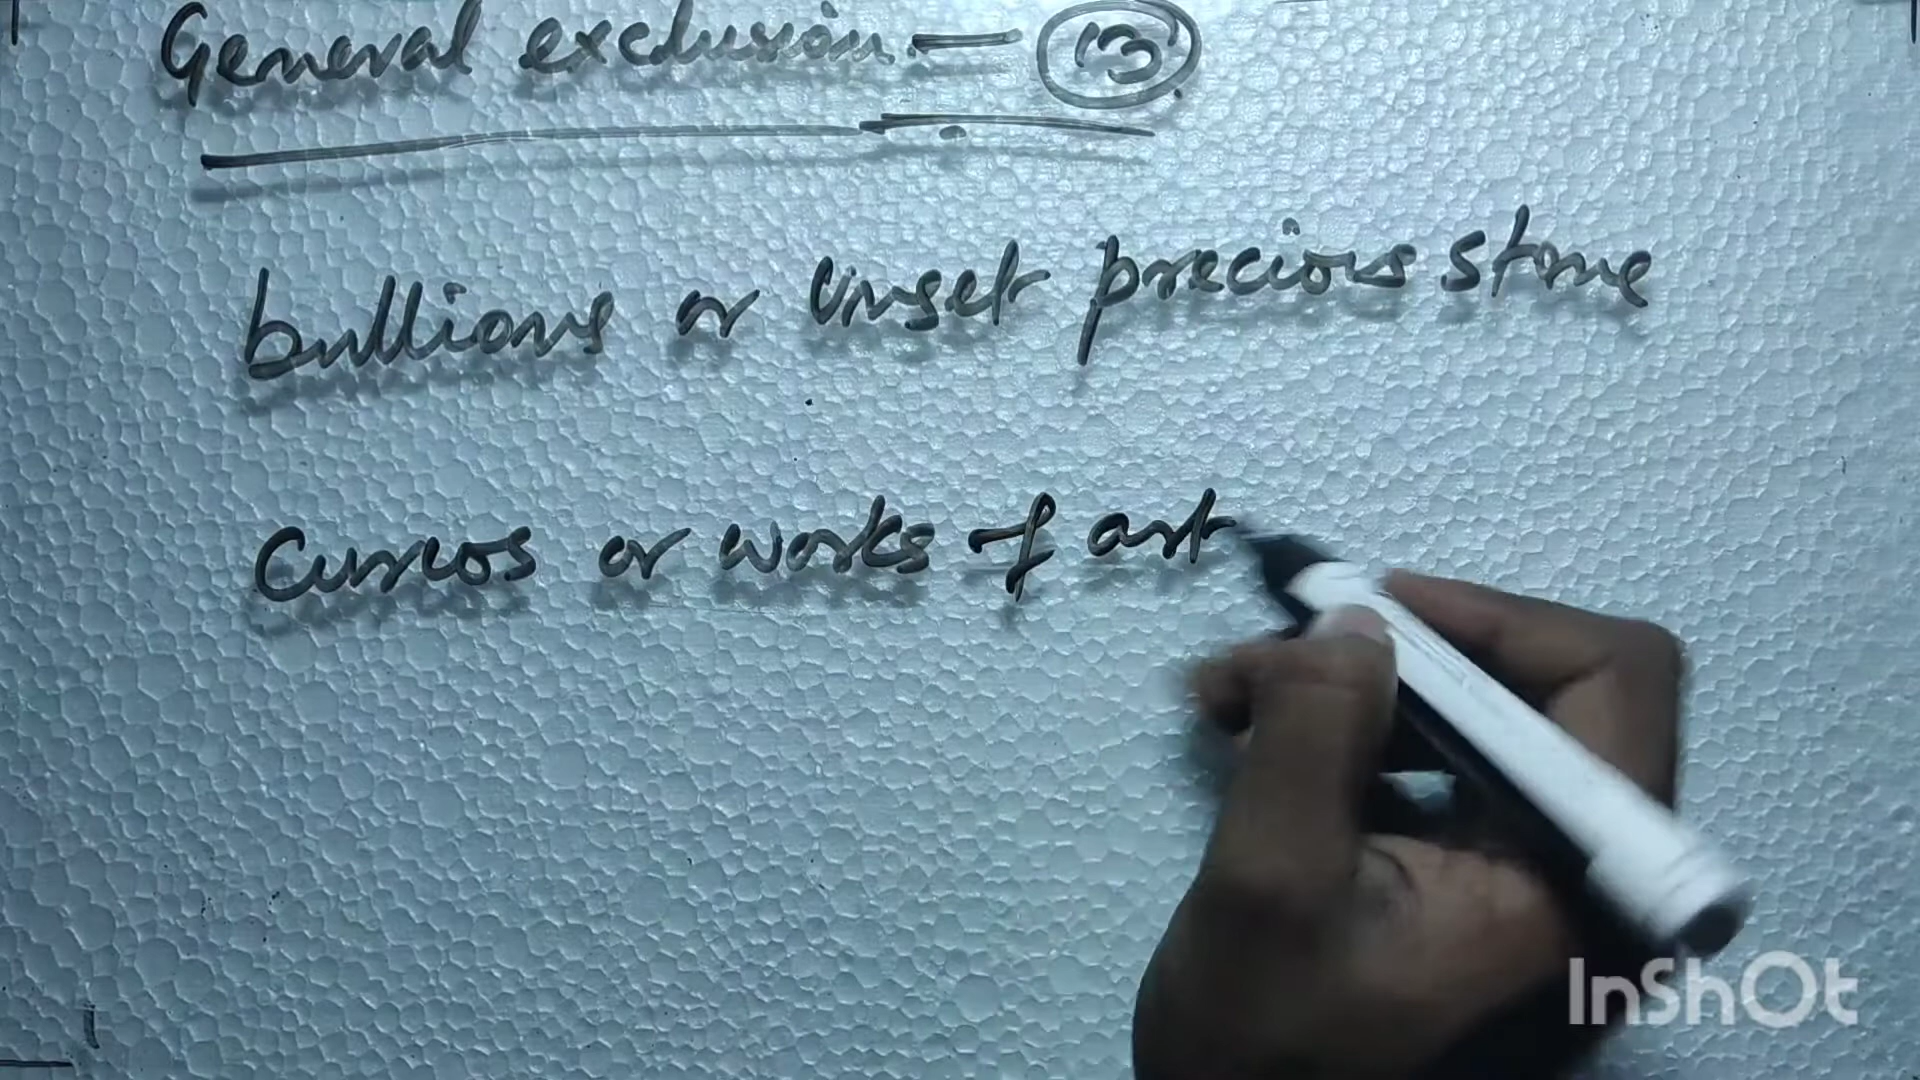 General exclusion - 13
bullions or unset precious stone
Curios or works of art
InShOt